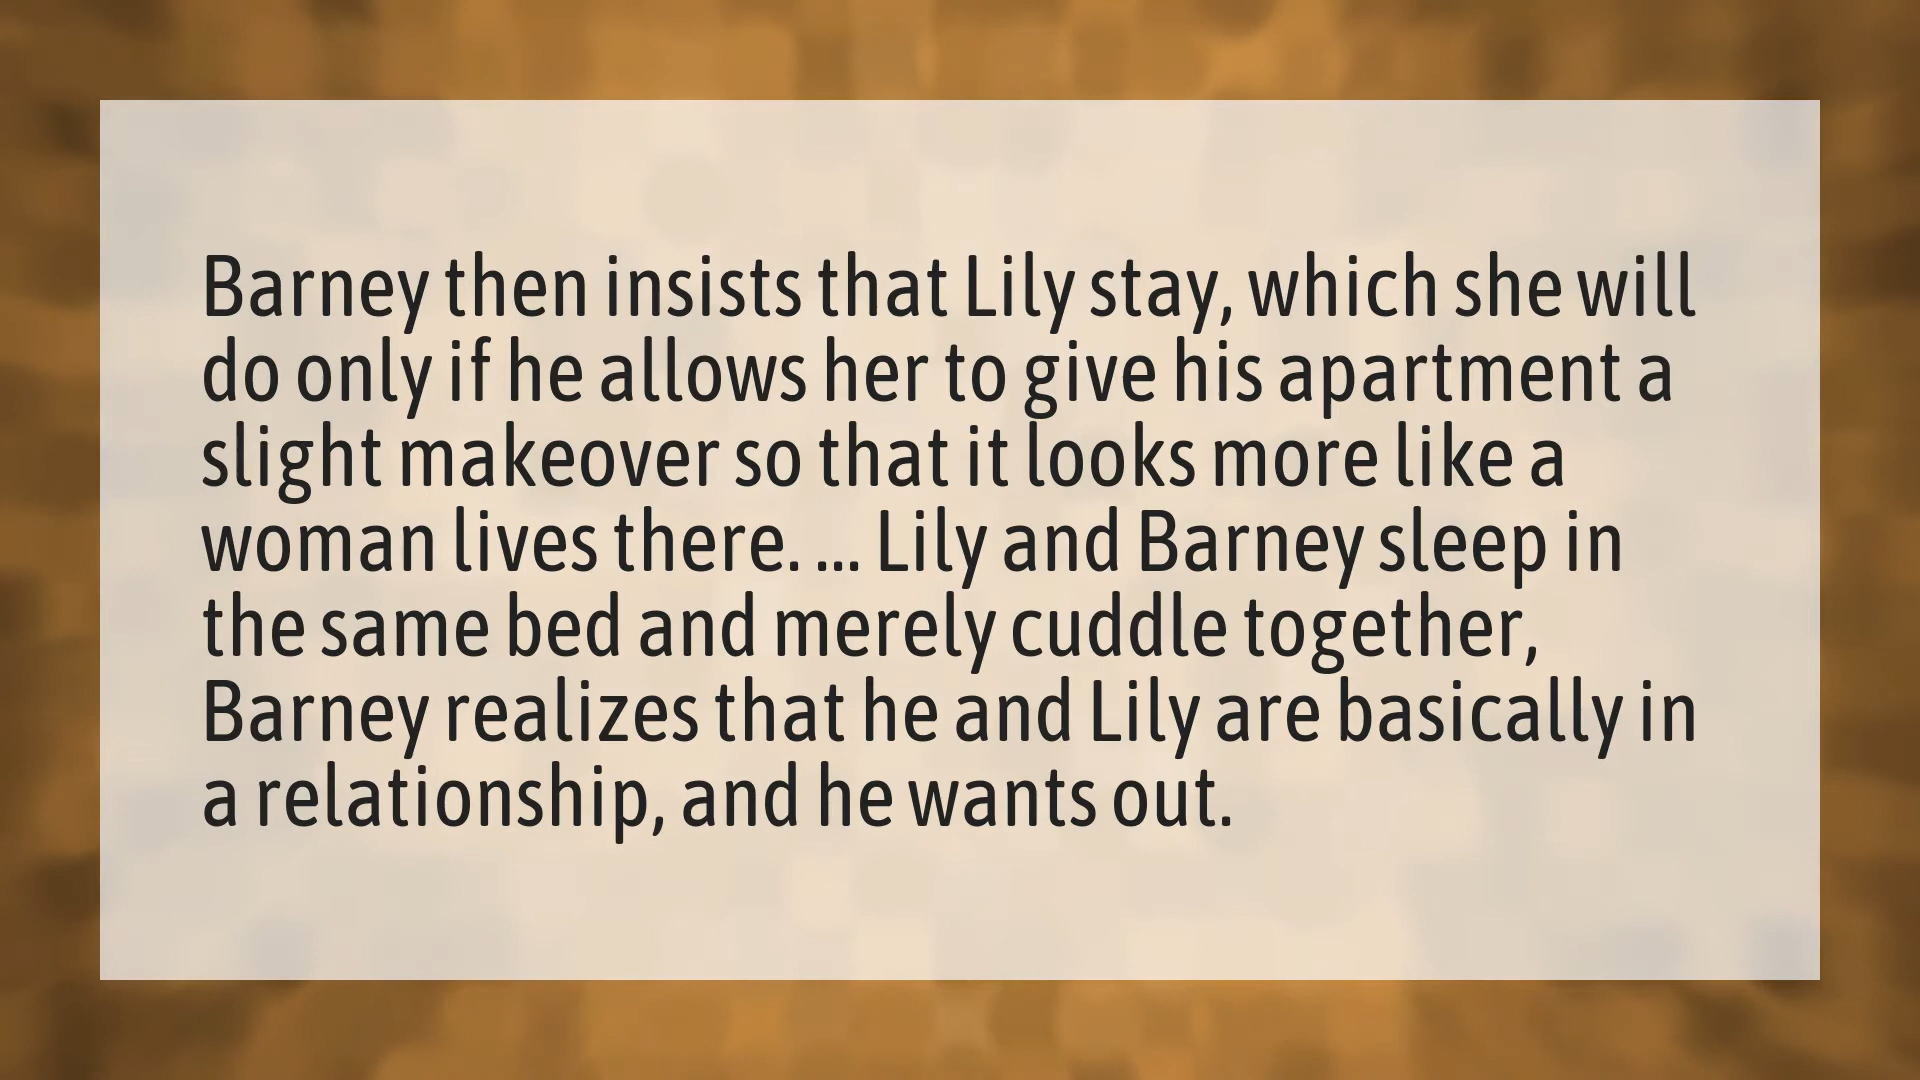 Barney then insists that Lily stay, which she will
do only if he allows her to give his apartment a
slight makeover so that it looks more like a
woman lives there. ... Lily and Barney sleep in
the same bed and merely cuddle together,
Barney realizes that he and Lily are basically in
a relationship, and he wants out.